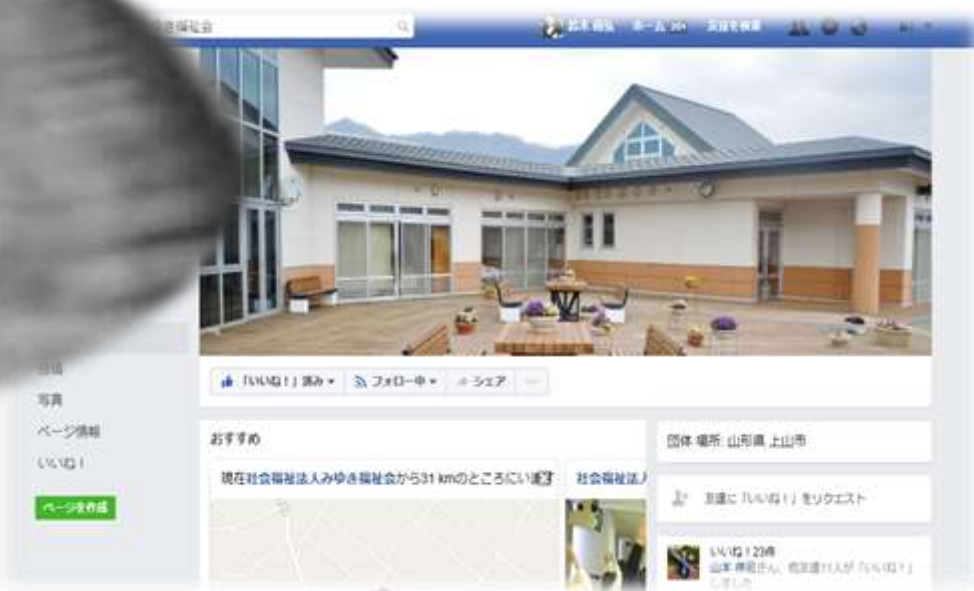 福祉会
ホーム
「いいね！」済み
フォロー中
シェア
写真
ページ情報
いいね！
ページを作成
おすすめ
現在社会福祉法人みゆき福祉会から31 kmのところにいます
社会福祉法人
団体 場所: 山形県 上山市
友達に「いいね！」をリクエスト
いいね！23件